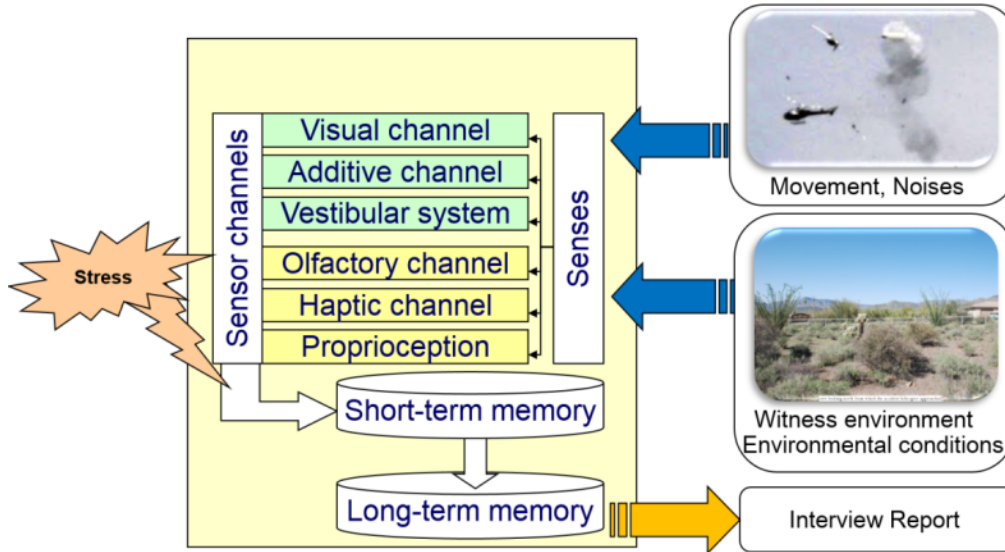 Visual channel
Additive channel
Vestibular system
Olfactory channel
Haptic channel
Proprioception
Sensor channels
Senses
Stress
Short-term memory
Long-term memory
Movement, Noises
Witness environment
Environmental conditions
Interview Report